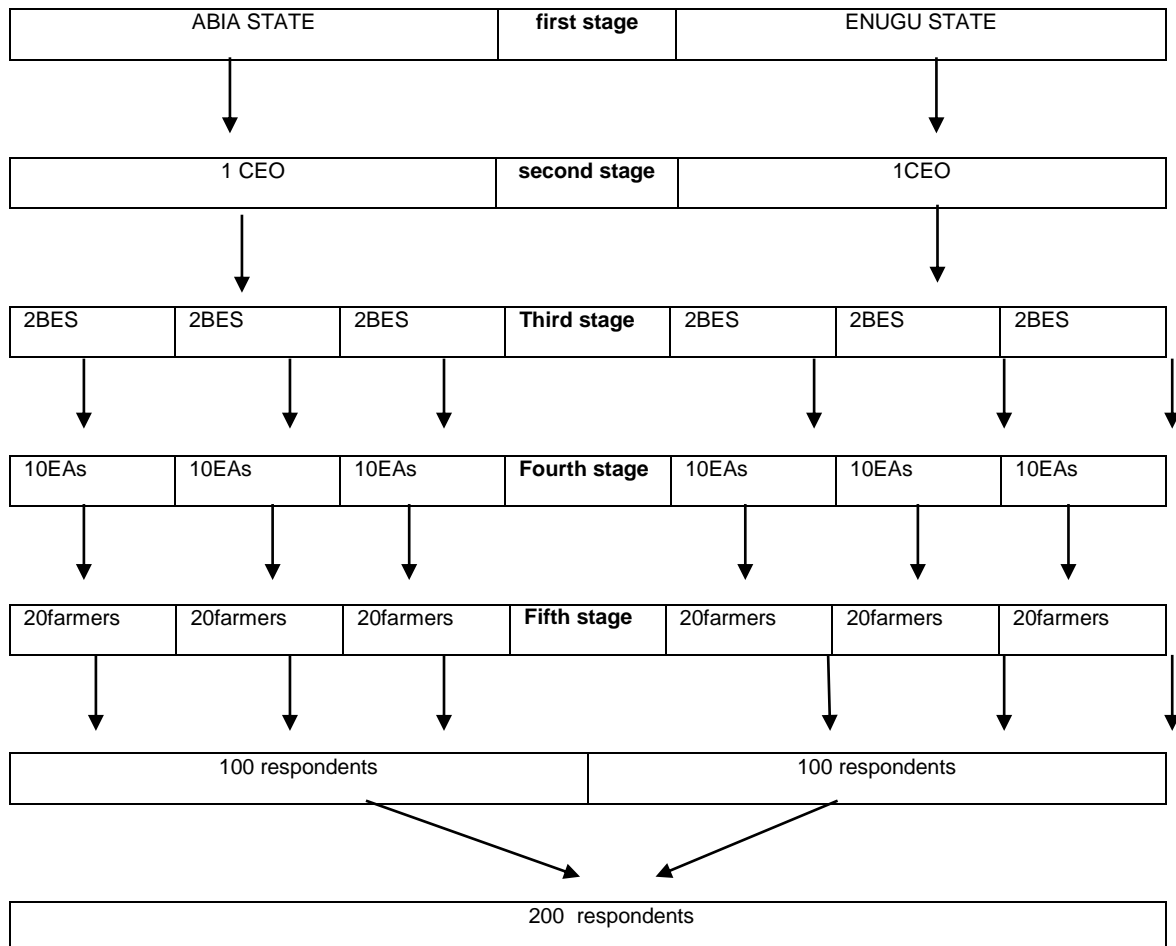 ABIA STATE first stage ENUGU STATE
1 CEO second stage 1CEO
2BES 2BES 2BES Third stage 2BES 2BES 2BES
10EAs 10EAs 10EAs Fourth stage 10EAs 10EAs 10EAs
20farmers 20farmers 20farmers Fifth stage 20farmers 20farmers 20farmers
100 respondents 100 respondents
200 respondents